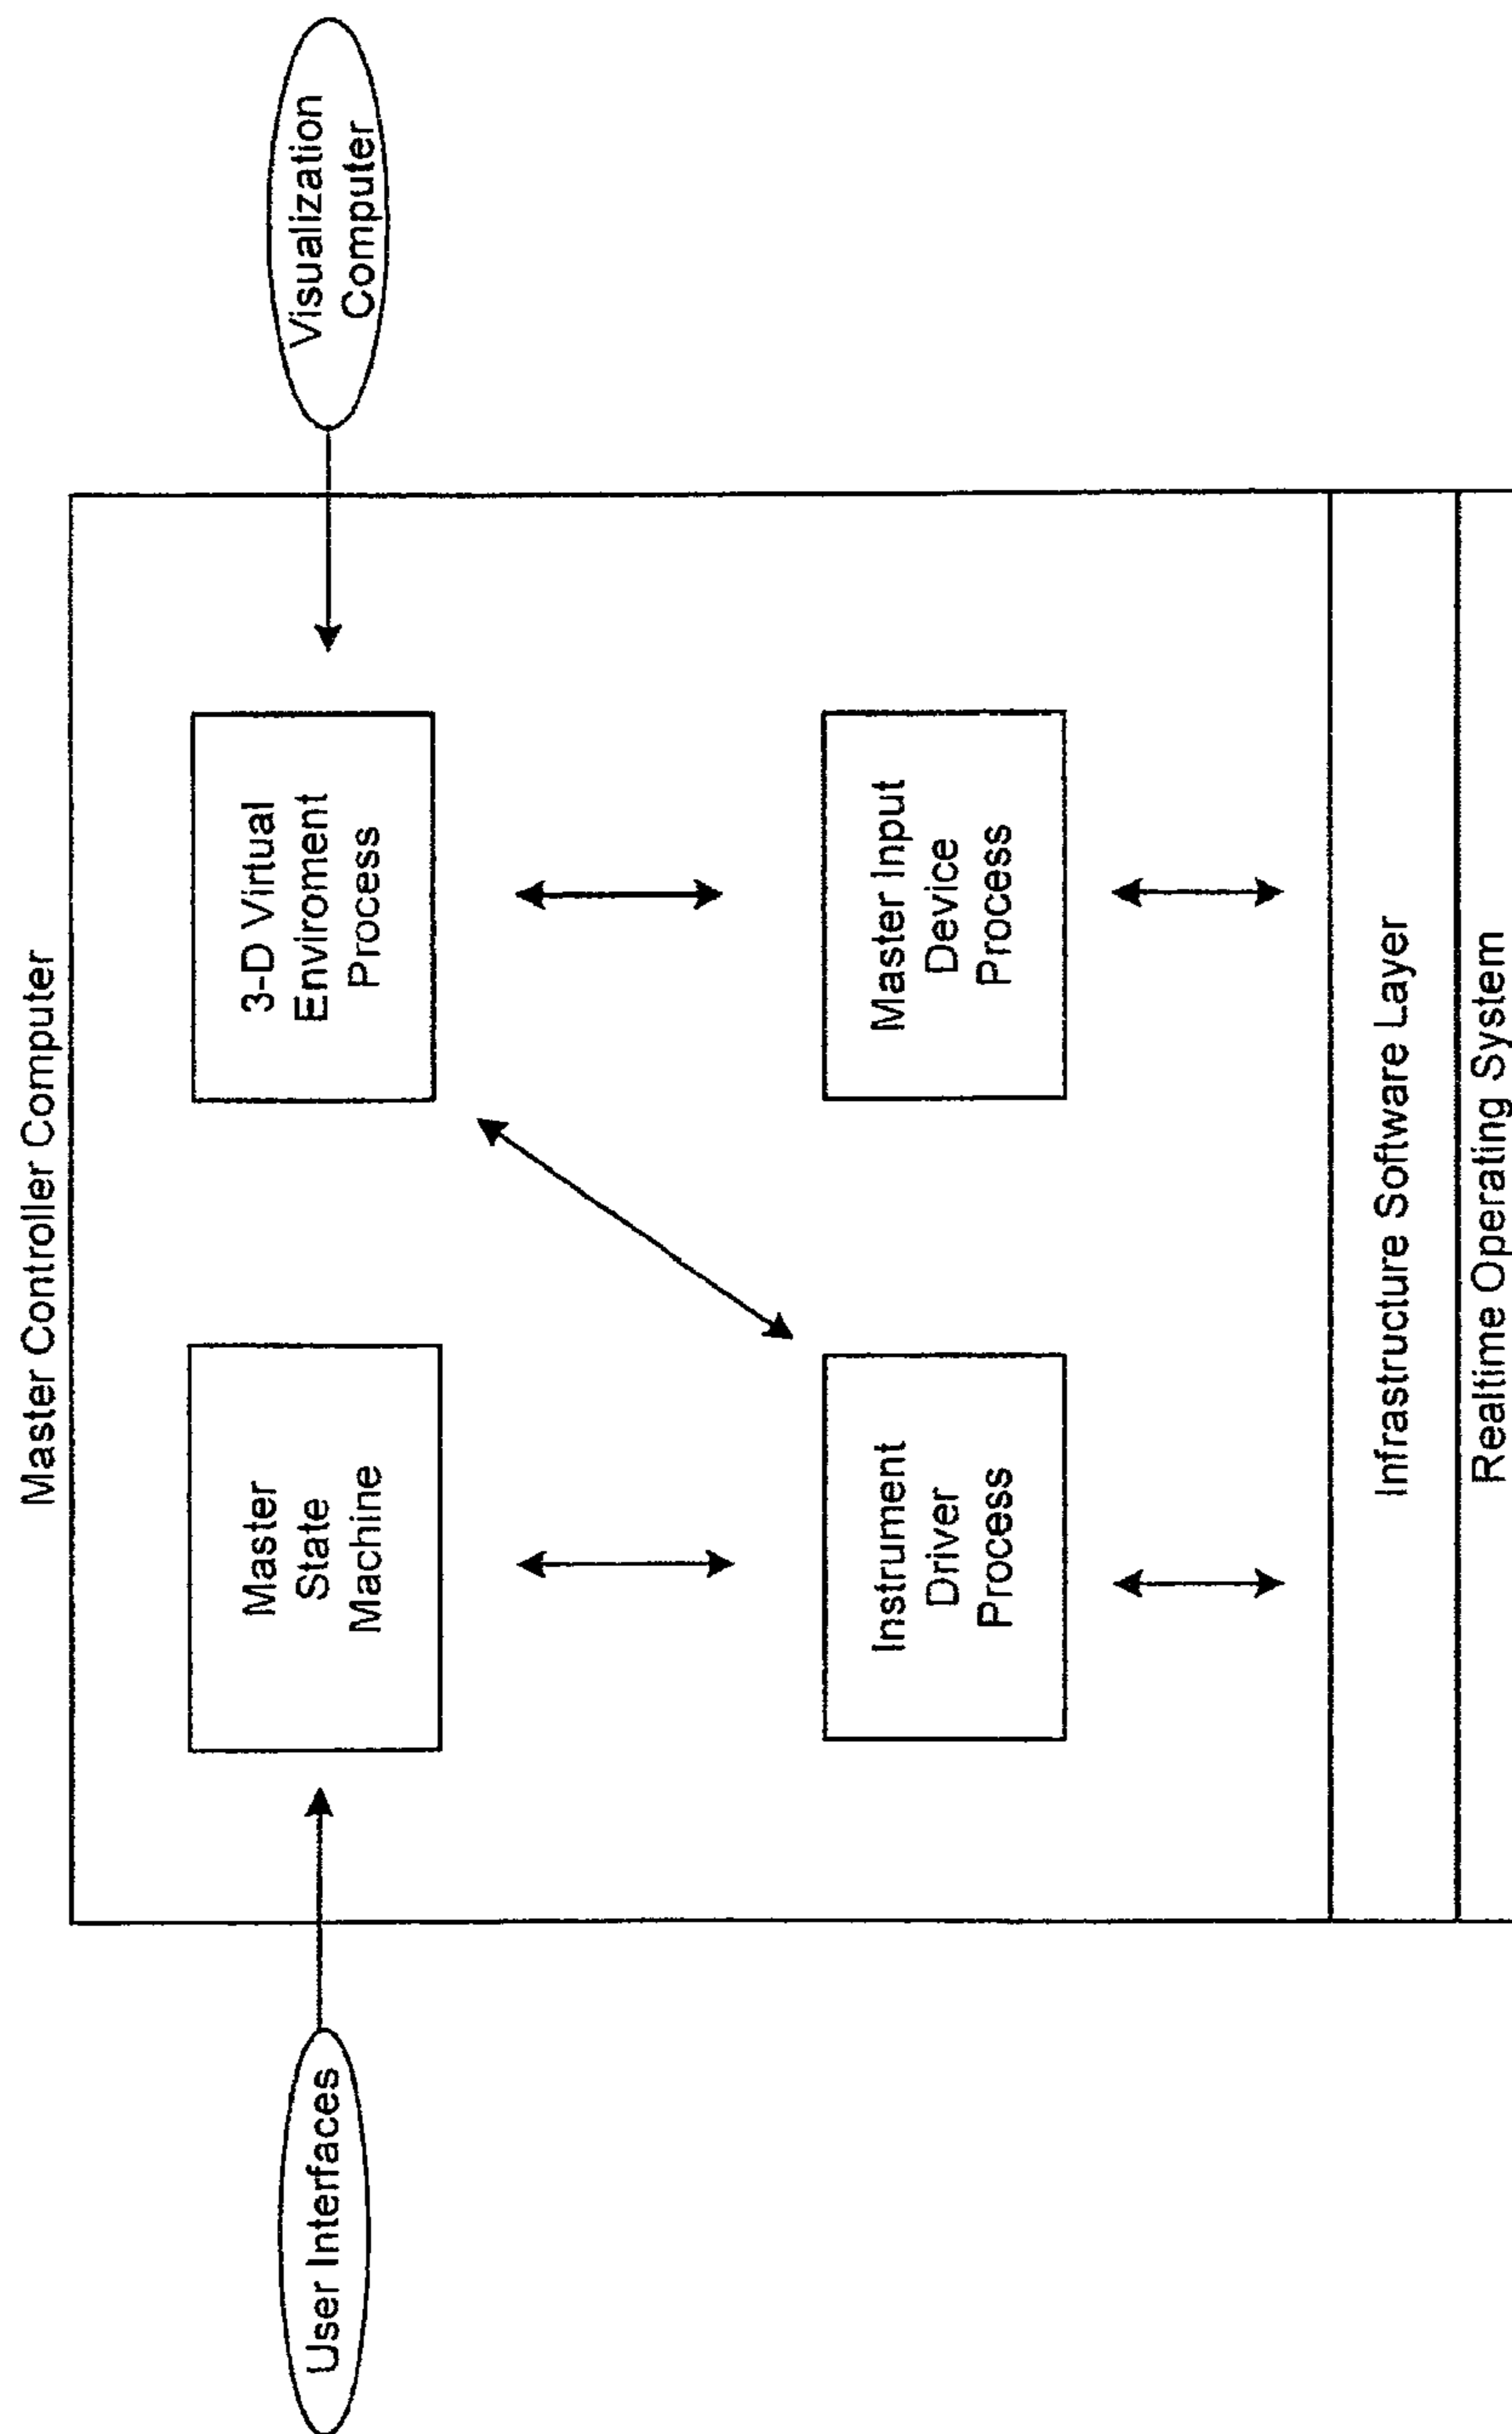 Master Controller Computer
User Interfaces
Master
State
Machine
3-D Virtual
Enviroment
Process
Visualization
Computer
Instrument
Driver
Process
Master Input
Device
Process
Infrastructure Software Layer
Realtime Operating System